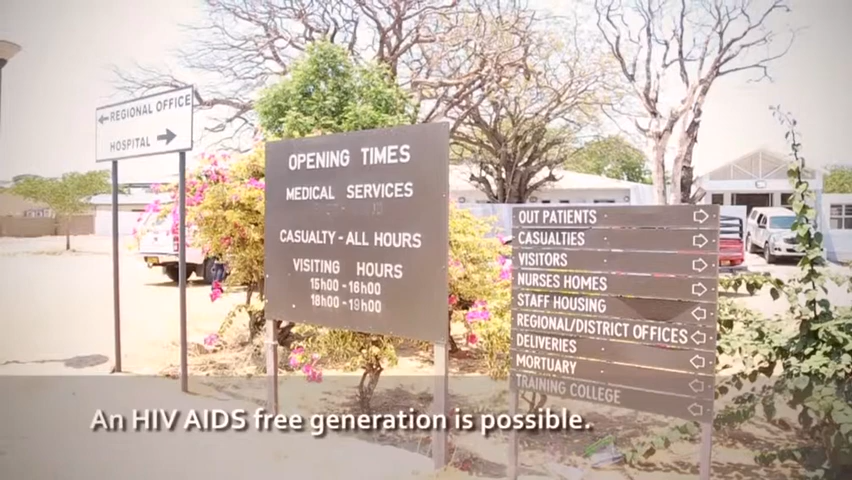 REGIONAL OFFICE
HOSPITAL
OPENING TIMES
MEDICAL SERVICES
CASUALTY - ALL HOURS
VISITING HOURS
15h00 - 16h00
18h00 - 19h00
OUT PATIENTS
CASUALTIES
VISITORS
NURSES HOMES
STAFF HOUSING
REGIONAL/DISTRICT OFFICES
DELIVERIES
MORTUARY
TRAINING COLLEGE
An HIV AIDS free generation is possible.